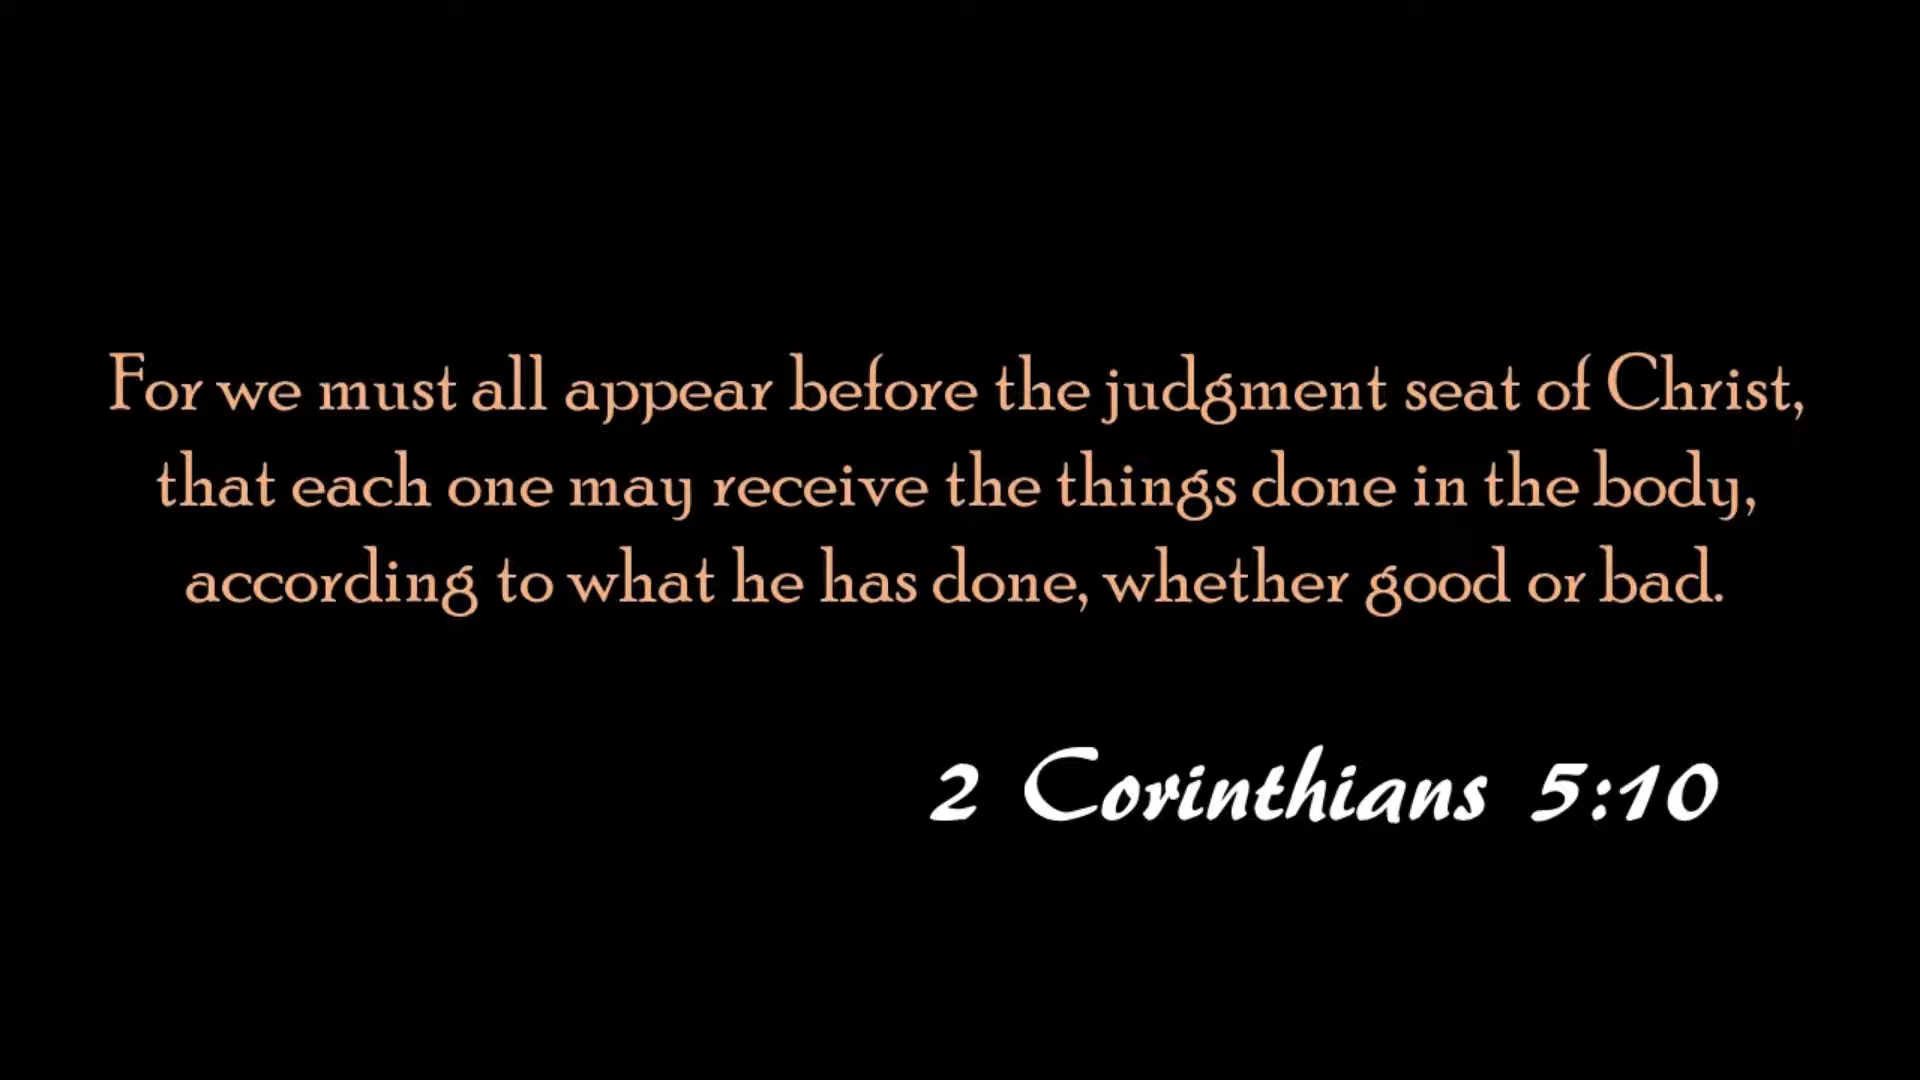 For we must all appear before the judgment seat of Christ,
that each one may receive the things done in the body,
according to what he has done, whether good or bad.
2 Corinthians 5:10